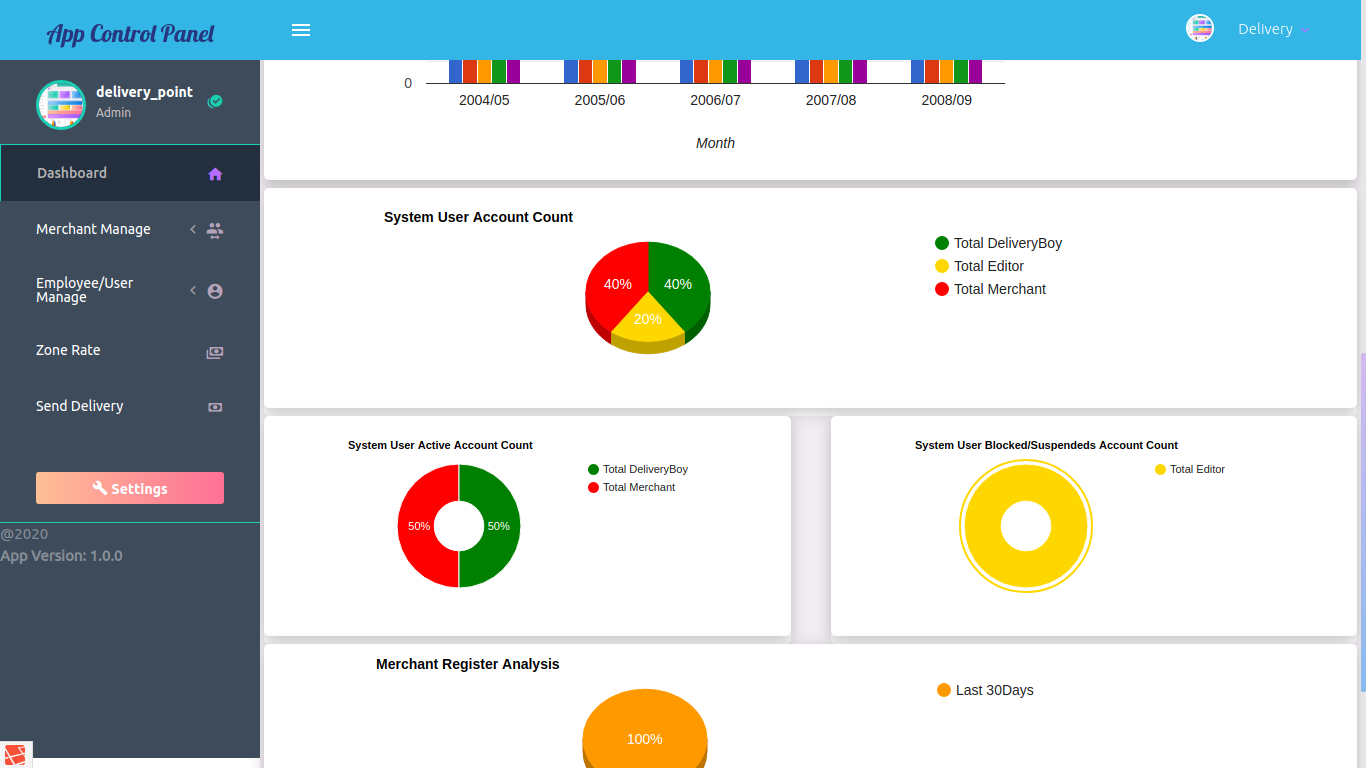 App Control Panel
Delivery
delivery_point
Admin
Dashboard
Merchant Manage
Employee/User
Manage
Zone Rate
Send Delivery
Settings
@2020
App Version: 1.0.0
0
2004/05 2005/06 2006/07 2007/08 2008/09
Month
System User Account Count
40% 40%
20%
Total DeliveryBoy
Total Editor
Total Merchant
System User Active Account Count
50% 50%
Total DeliveryBoy
Total Merchant
System User Blocked/Suspendeds Account Count
Total Editor
Merchant Register Analysis
100%
Last 30Days